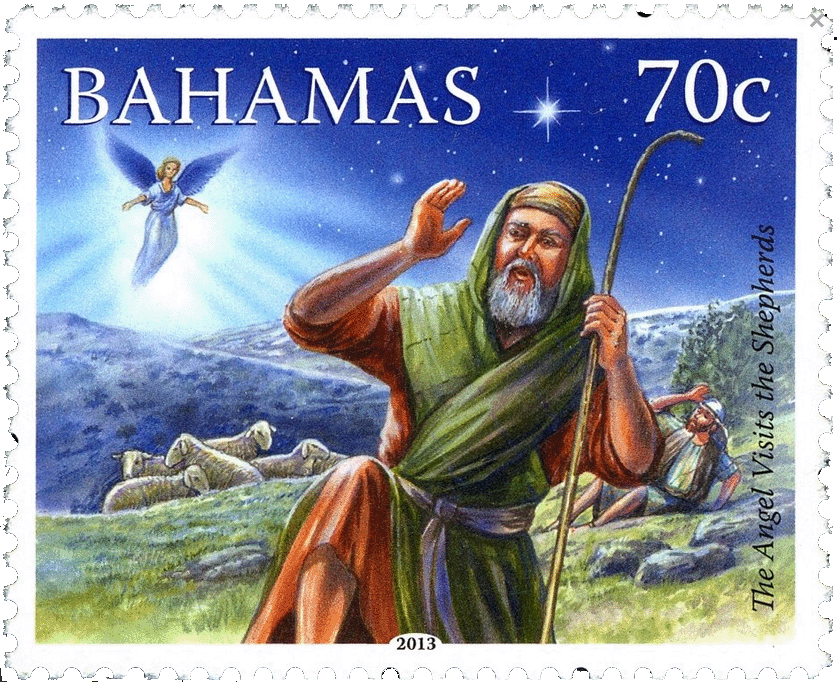 BAHAMAS 70c
The Angel Visits the Shepherds
2013